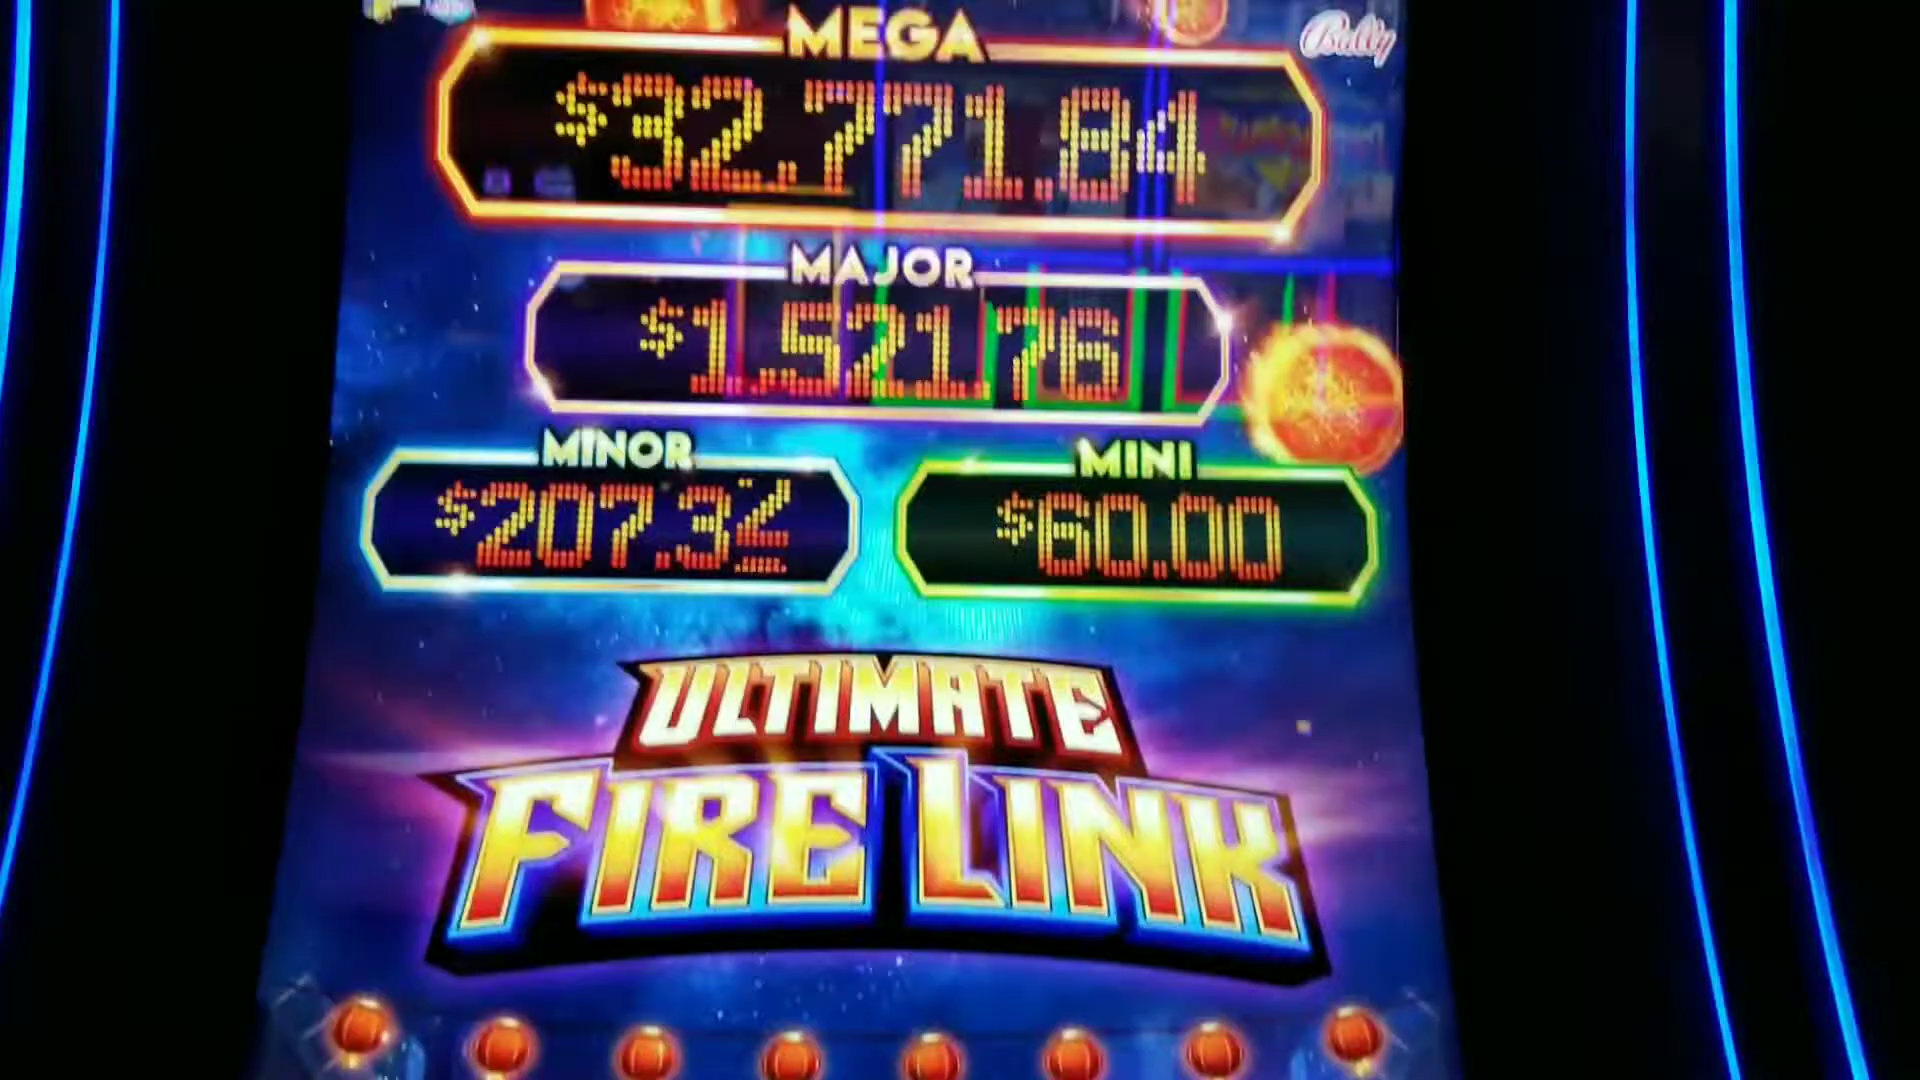 Bally
MEGA
$32,771.84
MAJOR
$1,521.76
MINOR
MINI
$60.00
ULTIMATE
FIRE LINK